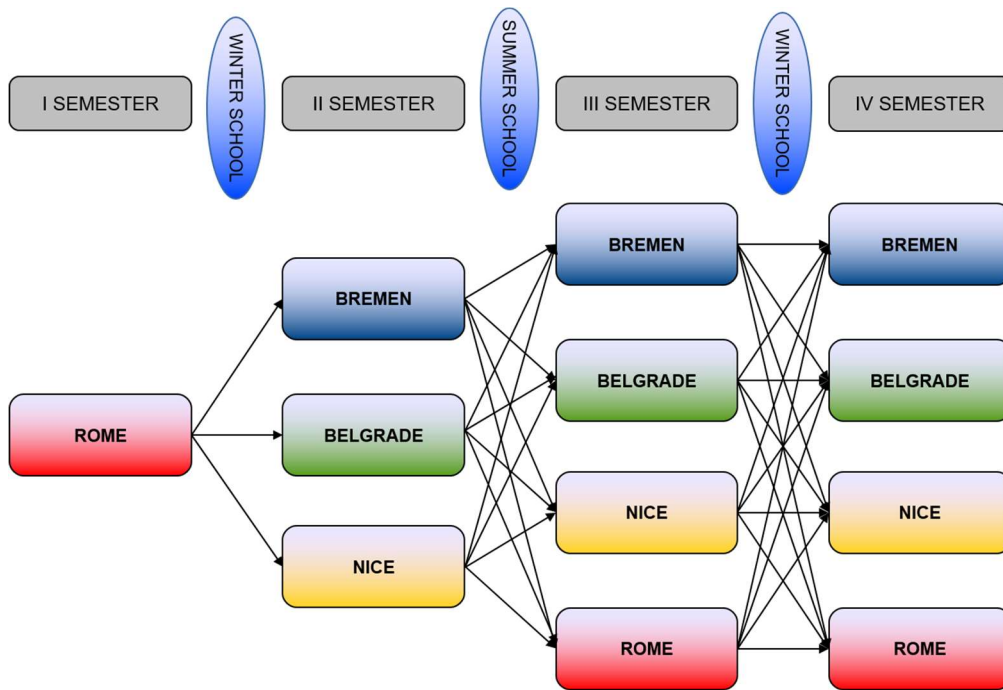 I SEMESTER
WINTER SCHOOL
II SEMESTER
SUMMER SCHOOL
III SEMESTER
WINTER SCHOOL
IV SEMESTER
ROME
BREMEN
BELGRADE
NICE
BREMEN
BELGRADE
NICE
ROME
BREMEN
BELGRADE
NICE
ROME